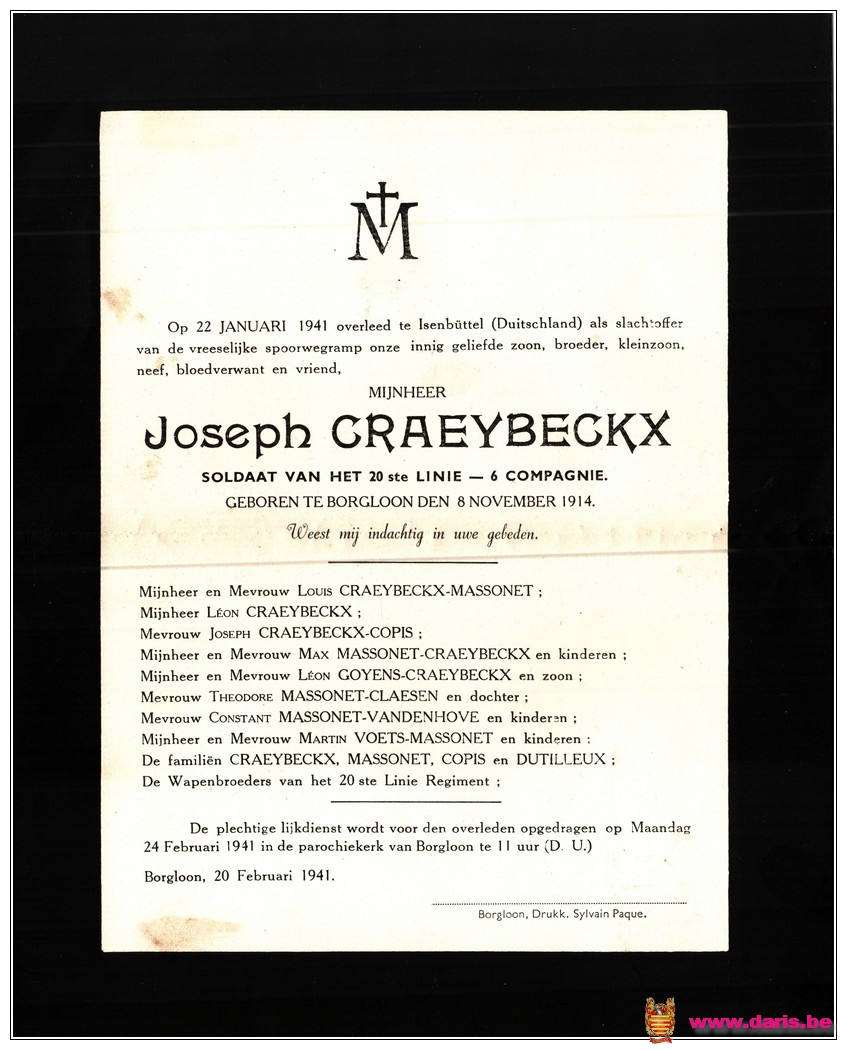 M
Op 22 JANUARI 1941 overleed te Isenbüttel (Duitschland) als slachtoffer
van de vreeselijke spoorwegramp onze innig geliefde zoon, broeder, kleinzoon,
neef, bloedverwant en vriend,
MIJNHEER
Joseph CRAEYBECKX
SOLDAAT VAN HET 20 ste LINIE — 6 COMPAGNIE.
GEBOREN TE BORGLOON DEN 8 NOVEMBER 1914.
Weest mij indachtig in uwe gebeden.
Mijnheer en Mevrouw Louis CRAEYBECKX-MASSONET ;
Mijnheer Léon CRAEYBECKX ;
Mevrouw Joseph CRAEYBECKX-COPIS ;
Mijnheer en Mevrouw Max MASSONET-CRAEYBECKX en kinderen ;
Mijnheer en Mevrouw Léon GOYENS-CRAEYBECKX en zoon ;
Mevrouw Theodore MASSONET-CLAESEN en dochter ;
Mevrouw Constant MASSONET-VANDENHOVE en kinderen ;
Mijnheer en Mevrouw Martin VOETS-MASSONET en kinderen :
De familiën CRAEYBECKX, MASSONET, COPIS en DUTILLEUX ;
De Wapenbroeders van het 20 ste Linie Regiment ;
De plechtige lijkdienst wordt voor den overleden opgedragen op Maandag
24 Februari 1941 in de parochiekerk van Borgloon te 11 uur (D. U.)
Borgloon, 20 Februari 1941.
Borgloon, Drukk. Sylvain Paque.
www.daris.be